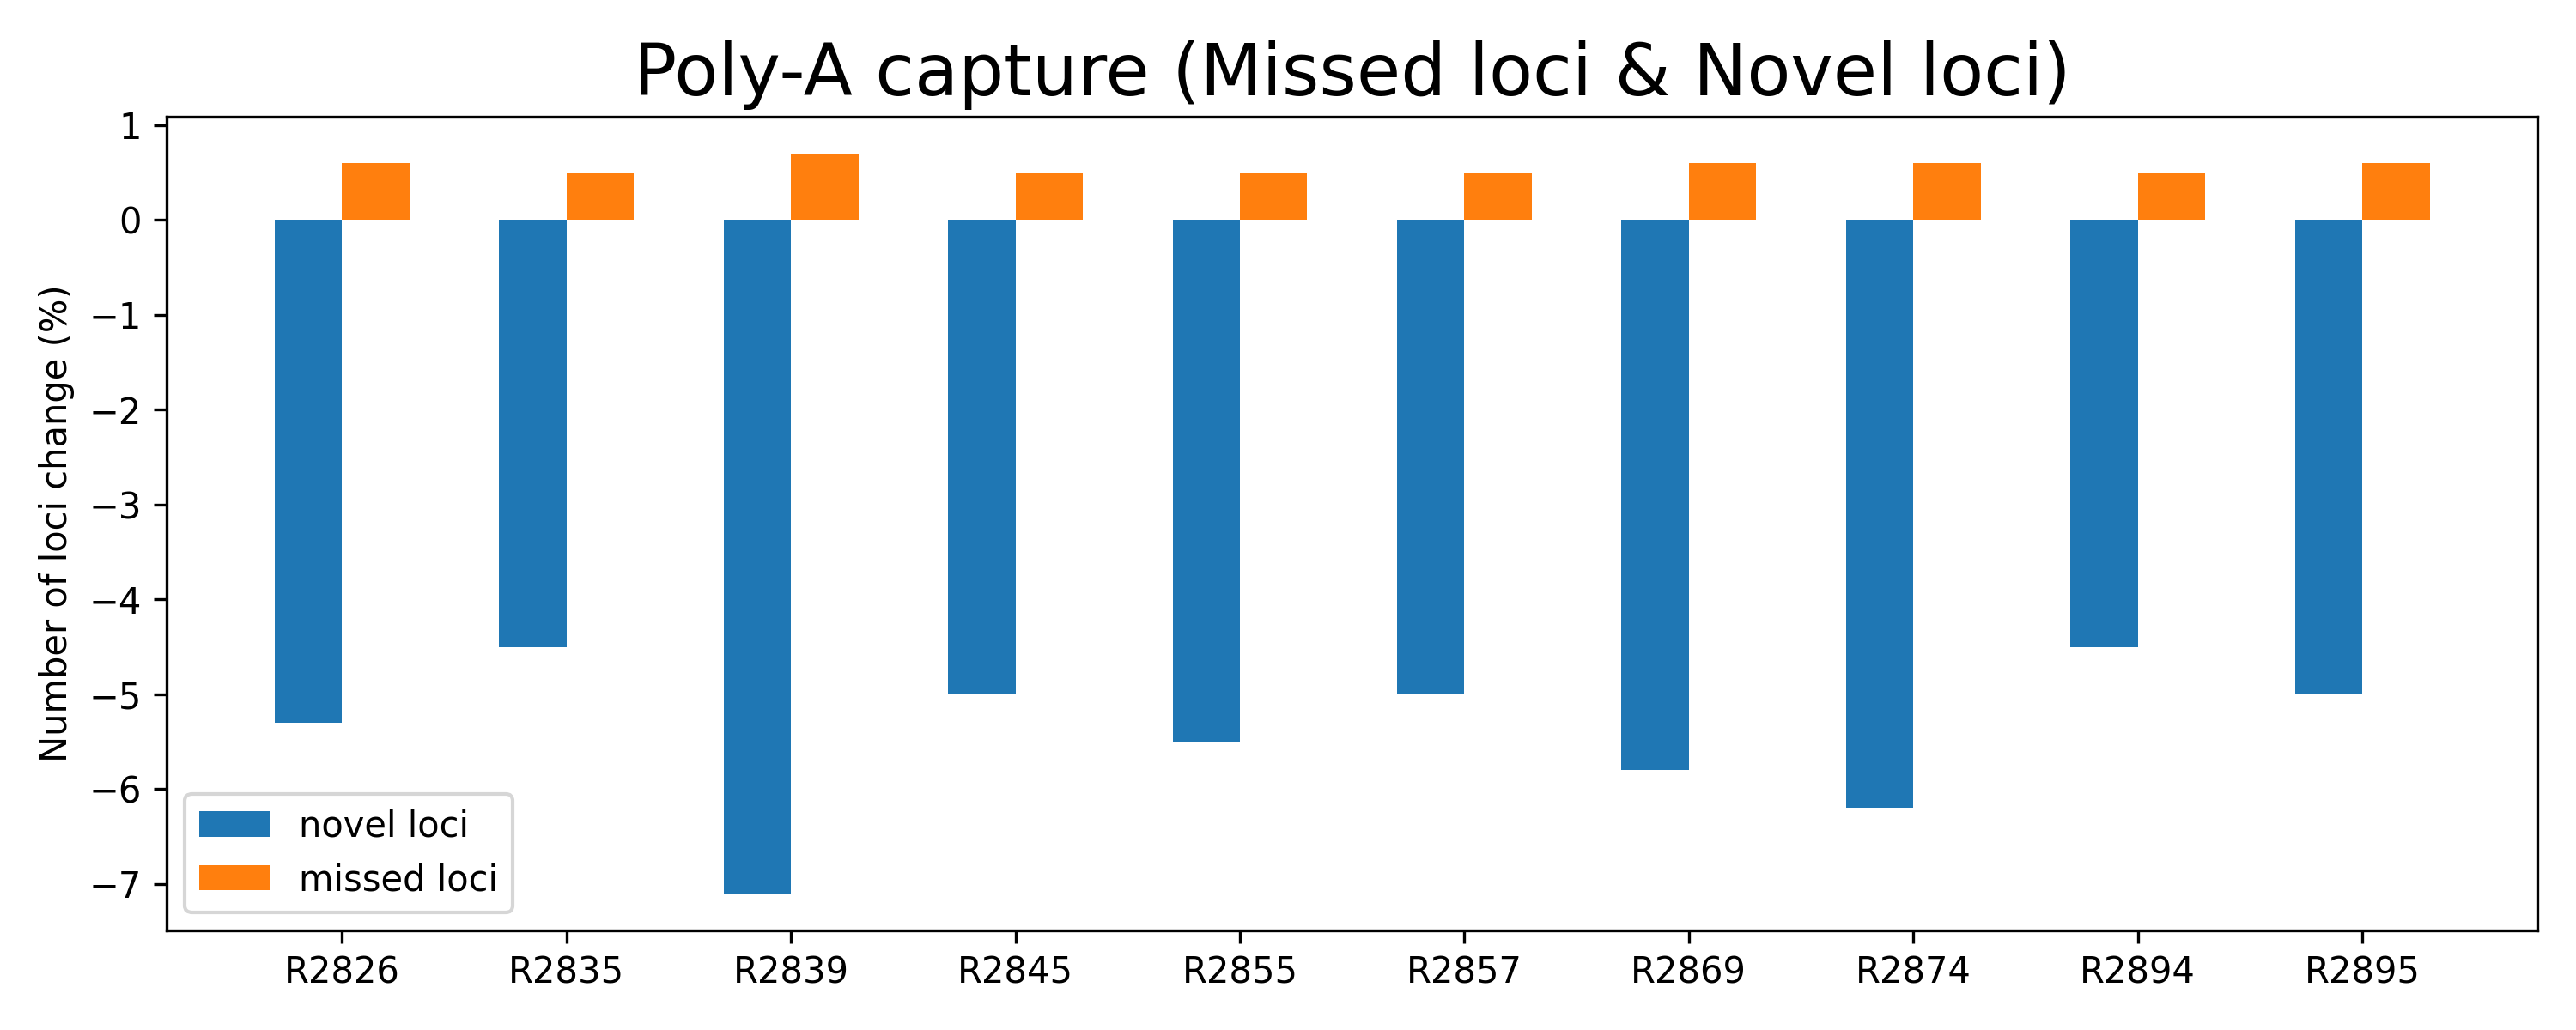 Poly-A capture (Missed loci & Novel loci)
Number of loci change (%)
1
0
−1
−2
−3
−4
−5
−6
−7
novel loci
missed loci
R2826 R2835 R2839 R2845 R2855 R2857 R2869 R2874 R2894 R2895